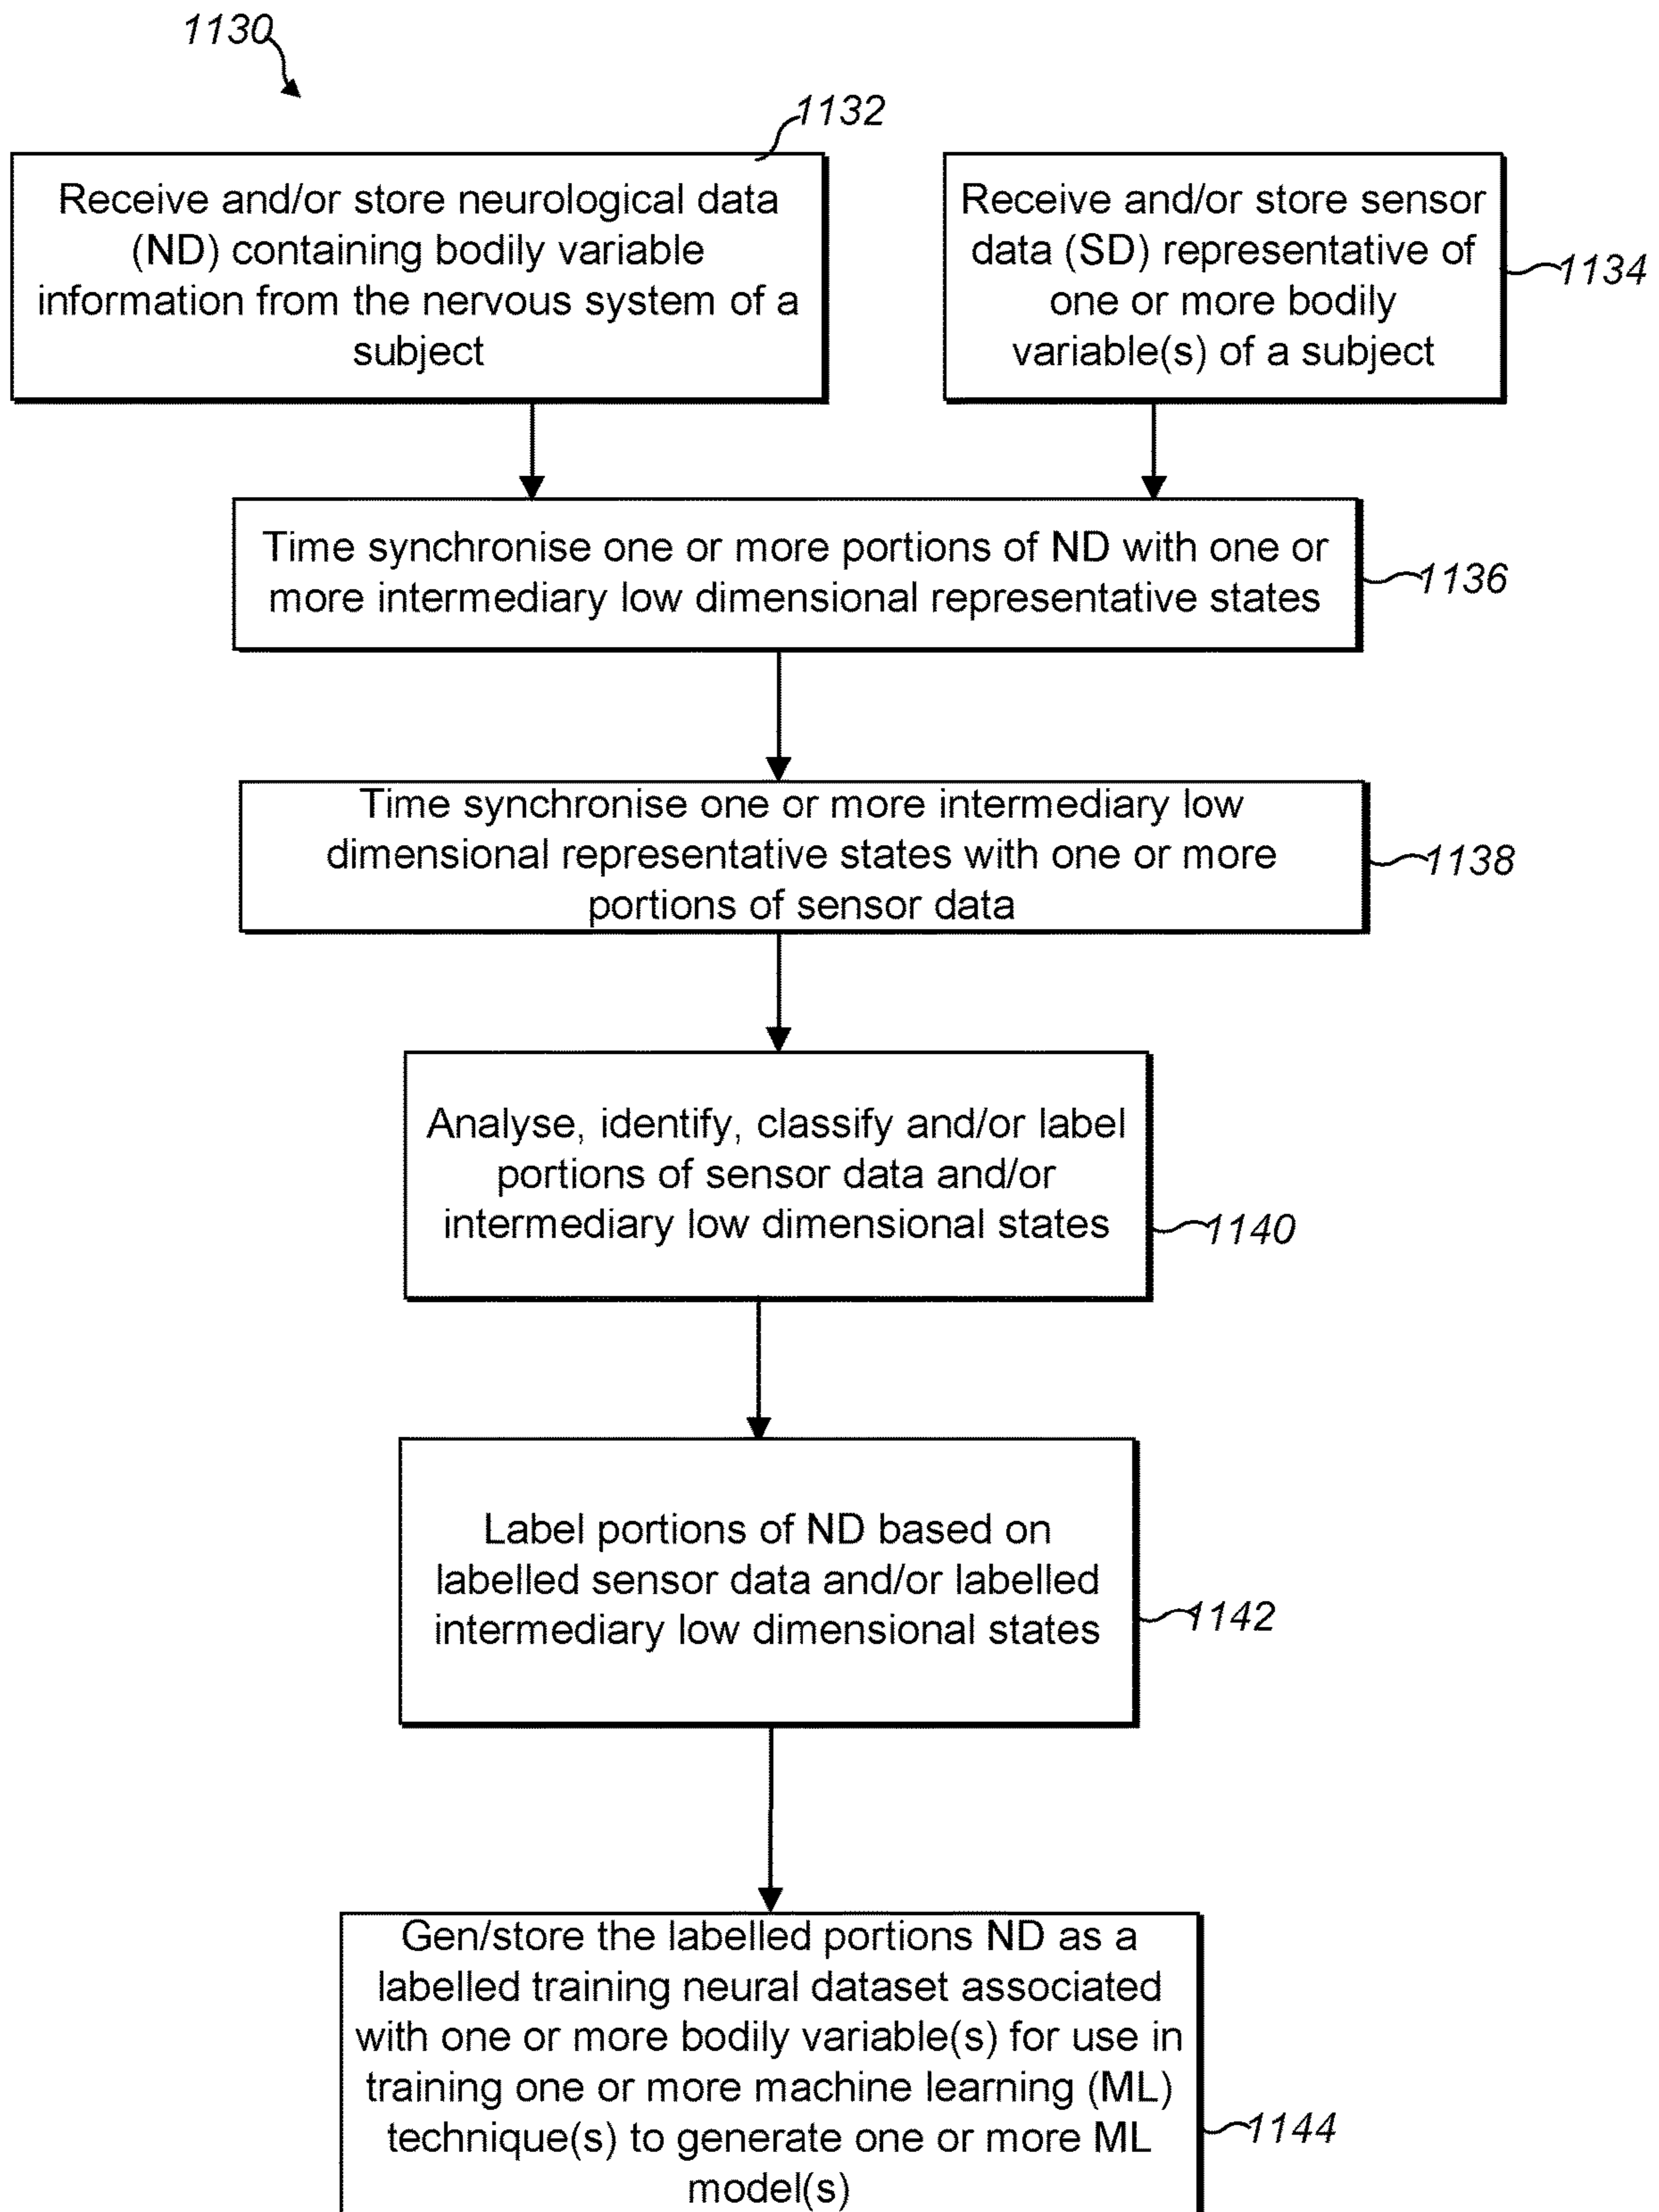 1130
1132
Receive and/or store neurological data
(ND) containing bodily variable
information from the nervous system of a
subject
Receive and/or store sensor
data (SD) representative of
one or more bodily
variable(s) of a subject
1134
Time synchronise one or more portions of ND with one or
more intermediary low dimensional representative states
1136
Time synchronise one or more intermediary low
dimensional representative states with one or more
portions of sensor data
1138
Analyse, identify, classify and/or label
portions of sensor data and/or
intermediary low dimensional states
1140
Label portions of ND based on
labelled sensor data and/or labelled
intermediary low dimensional states
1142
Gen/store the labelled portions ND as a
labelled training neural dataset associated
with one or more bodily variable(s) for use in
training one or more machine learning (ML)
technique(s) to generate one or more ML
model(s)
1144